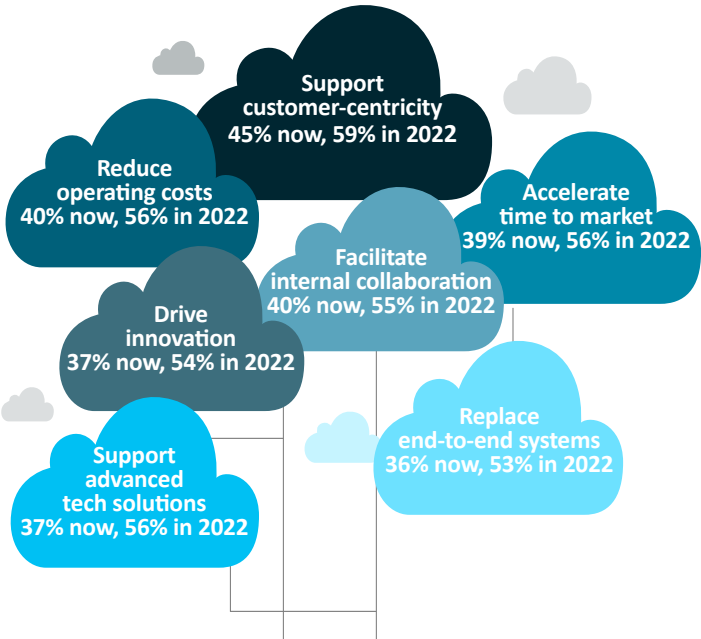 Support
customer-centricity
45% now, 59% in 2022
Reduce
operating costs
40% now, 56% in 2022
Accelerate
time to market
39% now, 56% in 2022
Facilitate
internal collaboration
40% now, 55% in 2022
Drive
innovation
37% now, 54% in 2022
Replace
end-to-end systems
36% now, 53% in 2022
Support
advanced
tech solutions
37% now, 56% in 2022